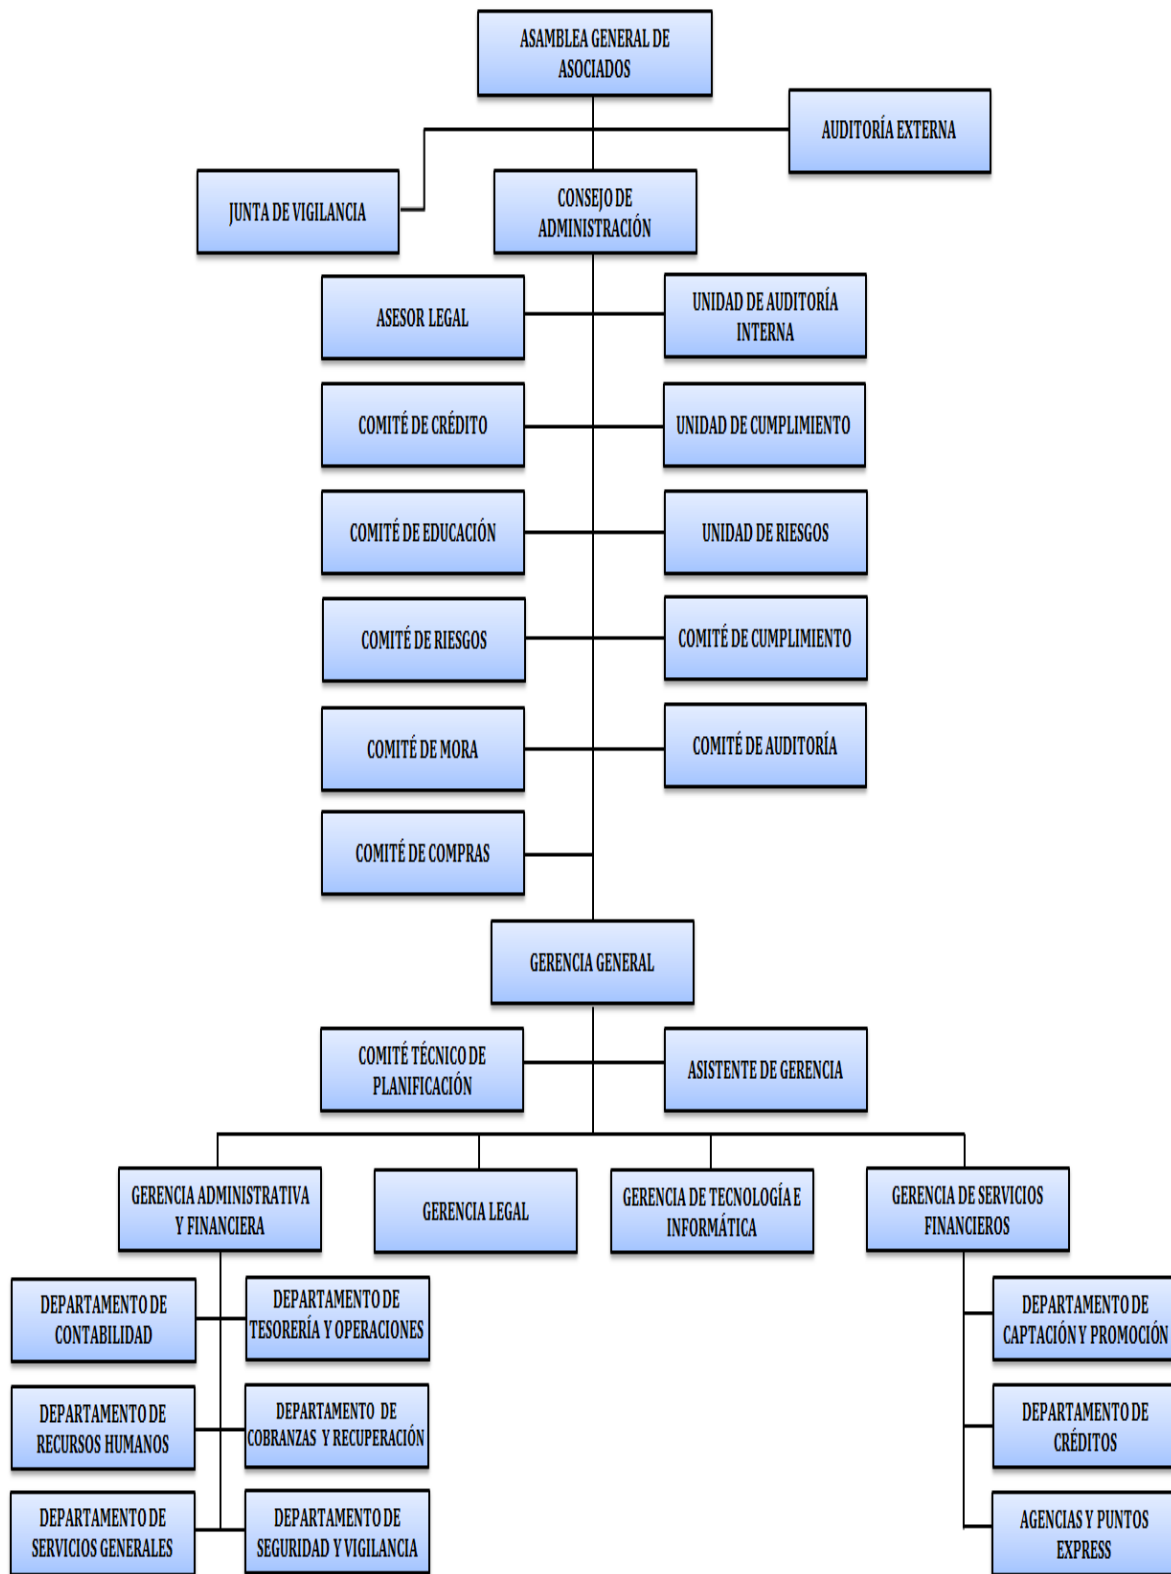 ASAMBLEA GENERAL DE
ASOCIADOS
AUDITORÍA EXTERNA
JUNTA DE VIGILANCIA
CONSEJO DE
ADMINISTRACIÓN
ASESOR LEGAL
UNIDAD DE AUDITORÍA
INTERNA
COMITÉ DE CRÉDITO
UNIDAD DE CUMPLIMIENTO
COMITÉ DE EDUCACIÓN
UNIDAD DE RIESGOS
COMITÉ DE RIESGOS
COMITÉ DE CUMPLIMIENTO
COMITÉ DE MORA
COMITÉ DE AUDITORÍA
COMITÉ DE COMPRAS
GERENCIA GENERAL
COMITÉ TÉCNICO DE
PLANIFICACIÓN
ASISTENTE DE GERENCIA
GERENCIA ADMINISTRATIVA
Y FINANCIERA
GERENCIA LEGAL
GERENCIA DE TECNOLOGÍA E
INFORMÁTICA
GERENCIA DE SERVICIOS
FINANCIEROS
DEPARTAMENTO DE
CONTABILIDAD
DEPARTAMENTO DE
TESORERÍA Y OPERACIONES
DEPARTAMENTO DE
CAPTACIÓN Y PROMOCIÓN
DEPARTAMENTO DE
RECURSOS HUMANOS
DEPARTAMENTO DE
COBRANZAS Y RECUPERACIÓN
DEPARTAMENTO DE
CRÉDITOS
DEPARTAMENTO DE
SERVICIOS GENERALES
DEPARTAMENTO DE
SEGURIDAD Y VIGILANCIA
AGENCIAS Y PUNTOS
EXPRESS